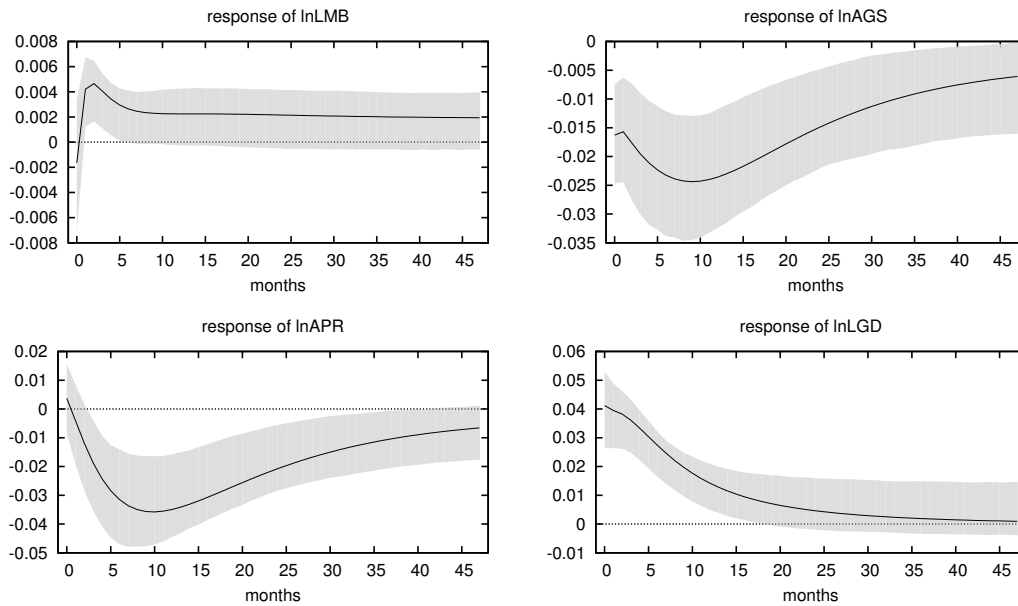 response of lnLMB
0.008
0.006
0.004
0.002
0
-0.002
-0.004
-0.006
-0.008
0 5 10 15 20 25 30 35 40 45
months
response of lnAGS
0
-0.005
-0.01
-0.015
-0.02
-0.025
-0.03
-0.035
0 5 10 15 20 25 30 35 40 45
months
response of lnAPR
0.02
0.01
0
-0.01
-0.02
-0.03
-0.04
-0.05
0 5 10 15 20 25 30 35 40 45
months
response of lnLGD
0.06
0.05
0.04
0.03
0.02
0.01
0
-0.01
0 5 10 15 20 25 30 35 40 45
months